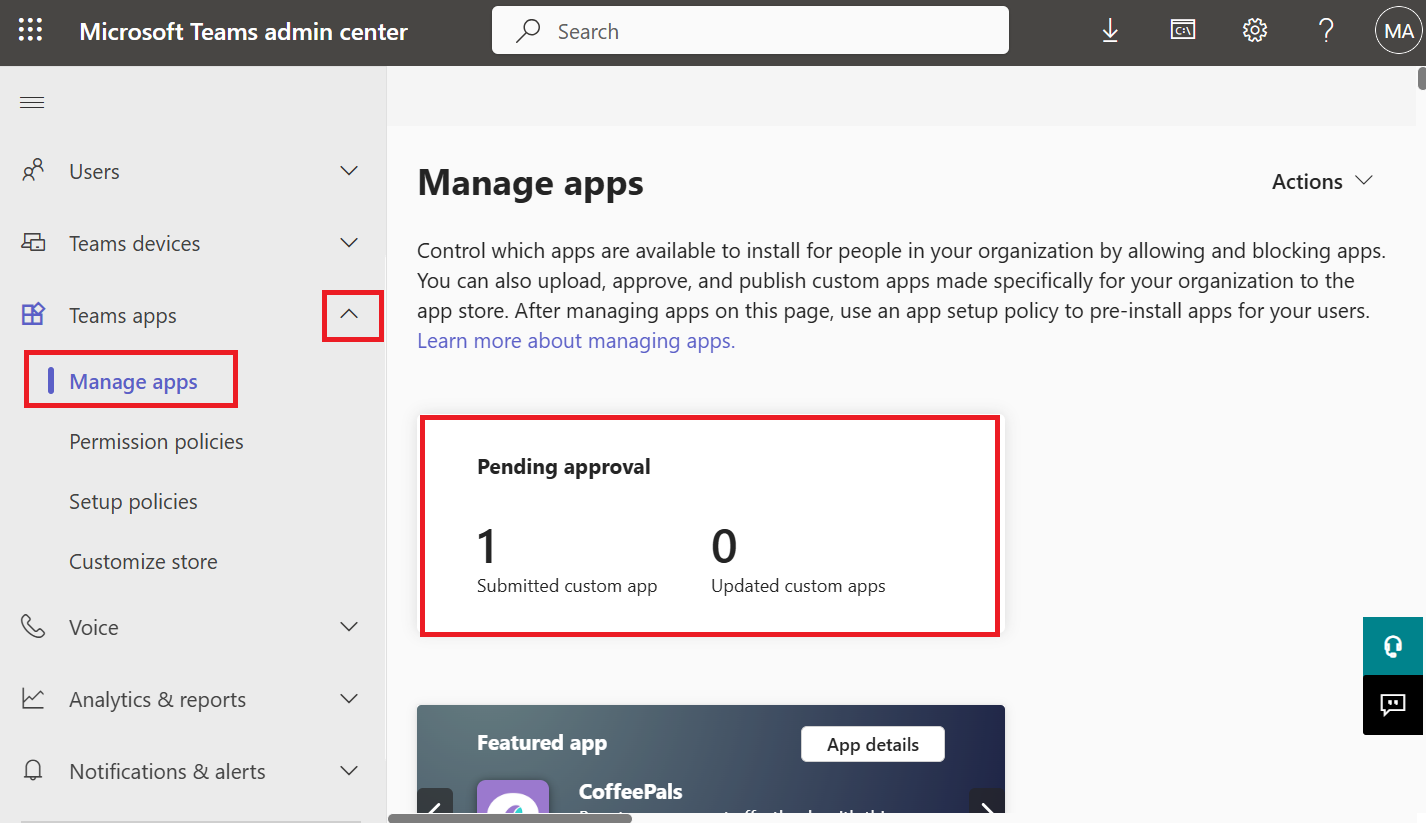 Microsoft Teams admin center
Search
C:\
?
MA
Users
Teams devices
Teams apps
Manage apps
Permission policies
Setup policies
Customize store
Voice
Analytics & reports
Notifications & alerts
Manage apps
Actions
Control which apps are available to install for people in your organization by allowing and blocking apps.
You can also upload, approve, and publish custom apps made specifically for your organization to the
app store. After managing apps on this page, use an app setup policy to pre-install apps for your users.
Learn more about managing apps.
Pending approval
1
0
Submitted custom app
Updated custom apps
Featured app
App details
CoffeePals